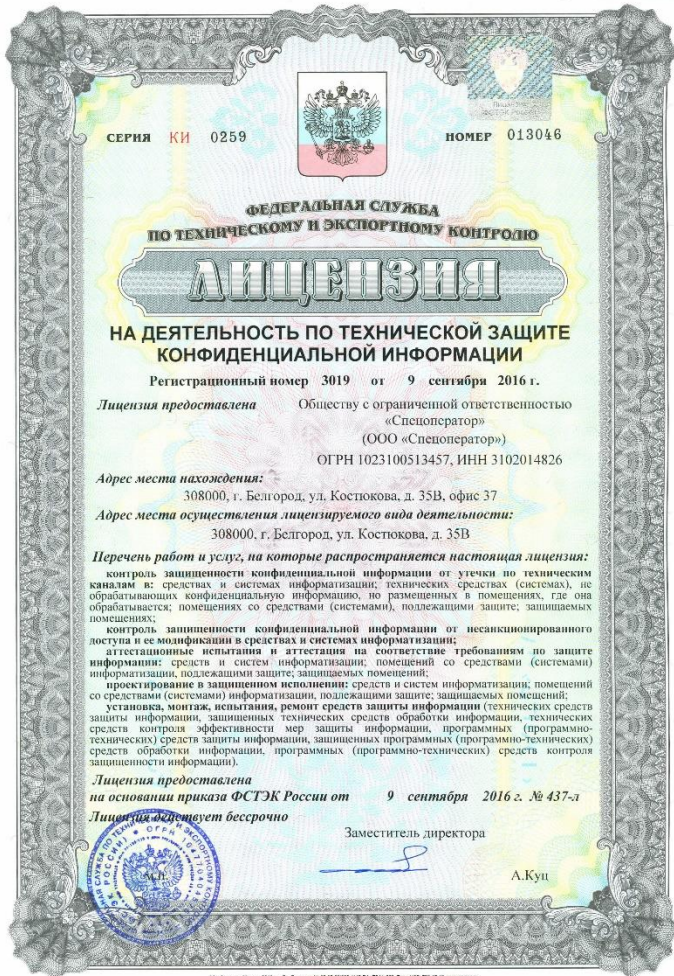 СЕРИЯ КИ 0259
НОМЕР 013046
ФЕДЕРАЛЬНАЯ СЛУЖБА
ПО ТЕХНИЧЕСКОМУ И ЭКСПОРТНОМУ КОНТРОЛЮ
ЛИЦЕНЗИЯ
НА ДЕЯТЕЛЬНОСТЬ ПО ТЕХНИЧЕСКОЙ ЗАЩИТЕ
КОНФИДЕНЦИАЛЬНОЙ ИНФОРМАЦИИ
Регистрационный номер 3019 от 9 сентября 2016 г.
Лицензия предоставлена Обществу с ограниченной ответственностью
«Спецоператор»
(ООО «Спецоператор»)
ОГРН 1023100513457, ИНН 3102014826
Адрес места нахождения:
308000, г. Белгород, ул. Костюкова, д. 35В, офис 37
Адрес места осуществления лицензируемого вида деятельности:
308000, г. Белгород, ул. Костюкова, д. 35В
Перечень работ и услуг, на которые распространяется настоящая лицензия:
контроль защищенности конфиденциальной информации от утечки по техническим
каналам в: средствах и системах информатизации; технических средствах (системах), не
обрабатывающих конфиденциальную информацию, но размещенных в помещениях, где она
обрабатывается; помещениях со средствами (системами), подлежащими защите; защищаемых
помещениях;
контроль защищенности конфиденциальной информации от несанкционированного
доступа и ее модификации в средствах и системах информатизации;
аттестационные испытания и аттестация на соответствие требованиям по защите
информации: средств и систем информатизации; помещений со средствами (системами)
информатизации, подлежащими защите; защищаемых помещений;
проектирование в защищенном исполнении: средств и систем информатизации; помещений
со средствами (системами) информатизации, подлежащими защите; защищаемых помещений;
установка, монтаж, испытания, ремонт средств защиты информации (технических средств
защиты информации, защищенных технических средств обработки информации, технических
средств контроля эффективности мер защиты информации, программных (программно-
технических) средств защиты информации, защищенных программных (программно-технических)
средств обработки информации, программных (программно-технических) средств контроля
защищенности информации).
Лицензия предоставлена
на основании приказа ФСТЭК России от 9 сентября 2016 г. № 437-л
Лицензия действует бессрочно
Заместитель директора
М.П.
А.Куц